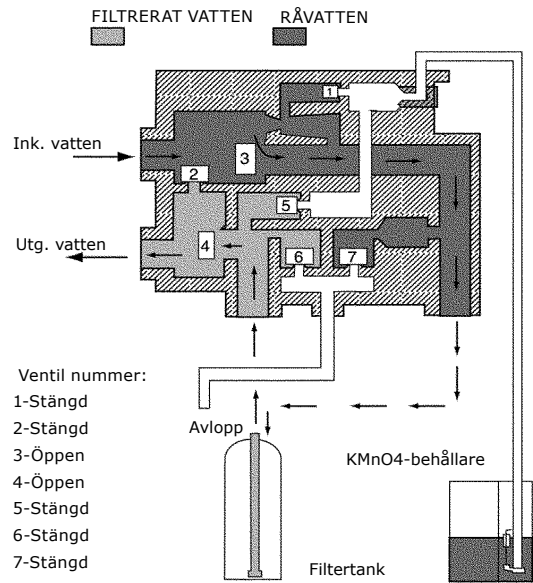 FILTRERAT VATTEN RÅVATTEN
1
Ink. vatten
3
2
5
Utg. vatten
4
6 7
Ventil nummer:
1-Stängd
2-Stängd
3-Öppen
4-Öppen
5-Stängd
6-Stängd
7-Stängd
Avlopp
KMnO4-behållare
Filtertank